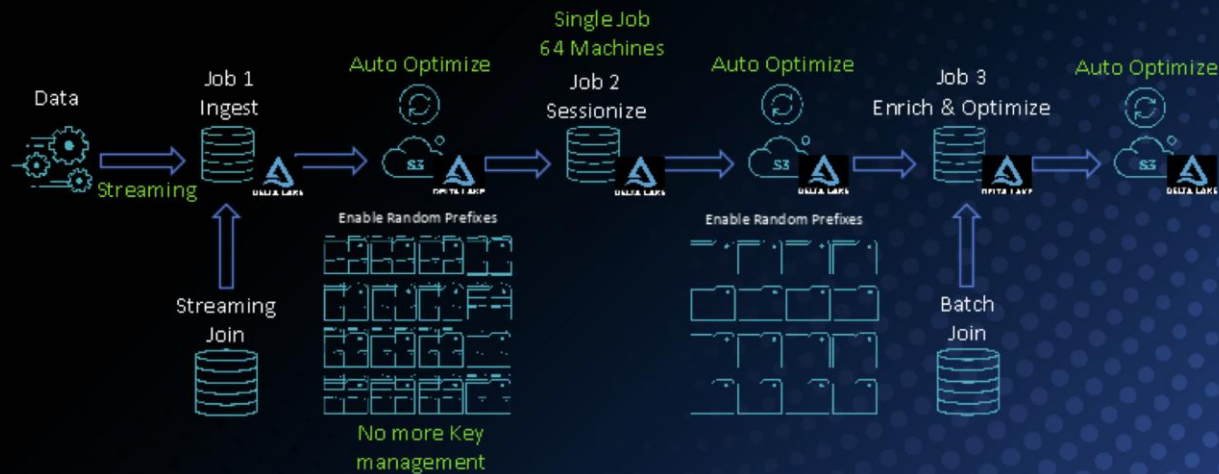 Single Job
64 Machines
Auto Optimize
Auto Optimize
Auto Optimize
Data
Job 1
Ingest
Job 2
Sessionize
Job 3
Enrich & Optimize
Streaming
S3
S3
S3
DELTA LAKE
DELTA LAKE
DELTA LAKE
DELTA LAKE
DELTA LAKE
DELTA LAKE
Enable Random Prefixes
Enable Random Prefixes
Streaming
Join
Batch
Join
No more Key
management